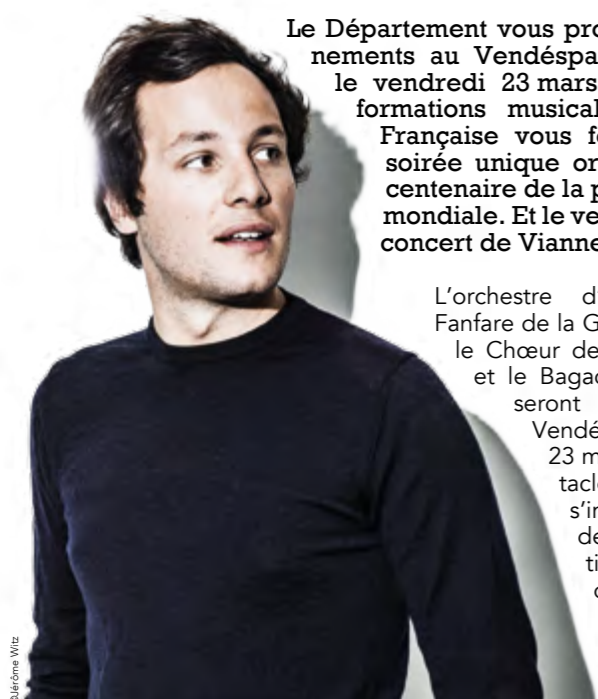 Le Département vous pro
nements au Vendéspa
le vendredi 23 mars
formations musical
Française vous f
soirée unique or
centenaire de la p
mondiale. Et le ve
concert de Vianne
L'orchestre d
Fanfare de la G
le Chœur de
et le Bagad
seront
Vendé
23 m
tacle
s'in
de
ti
©Jérôme Witz